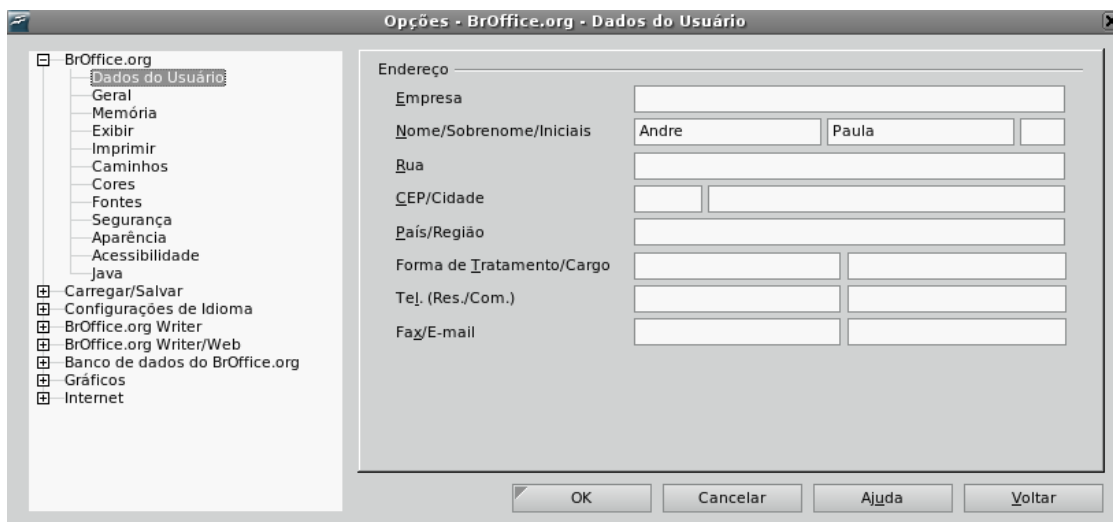 Opções - BrOffice.org - Dados do Usuário
BrOffice.org
Dados do Usuário
Geral
Memória
Exibir
Imprimir
Caminhos
Cores
Fontes
Segurança
Aparência
Acessibilidade
Java
Carregar/Salvar
Configurações de Idioma
BrOffice.org Writer
BrOffice.org Writer/Web
Banco de dados do BrOffice.org
Gráficos
Internet
Endereço
Empresa
Nome/Sobrenome/Iniciais Andre Paula
Rua
CEP/Cidade
País/Região
Forma de Tratamento/Cargo
Tel. (Res./Com.)
Fax/E-mail
OK Cancelar Ajuda Voltar